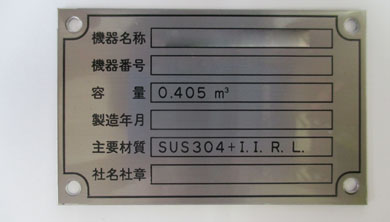 機器名称
機器番号
容 量 0.405 m³
製造年月
主要材質 SUS304+I.I.R.L.
社名社章